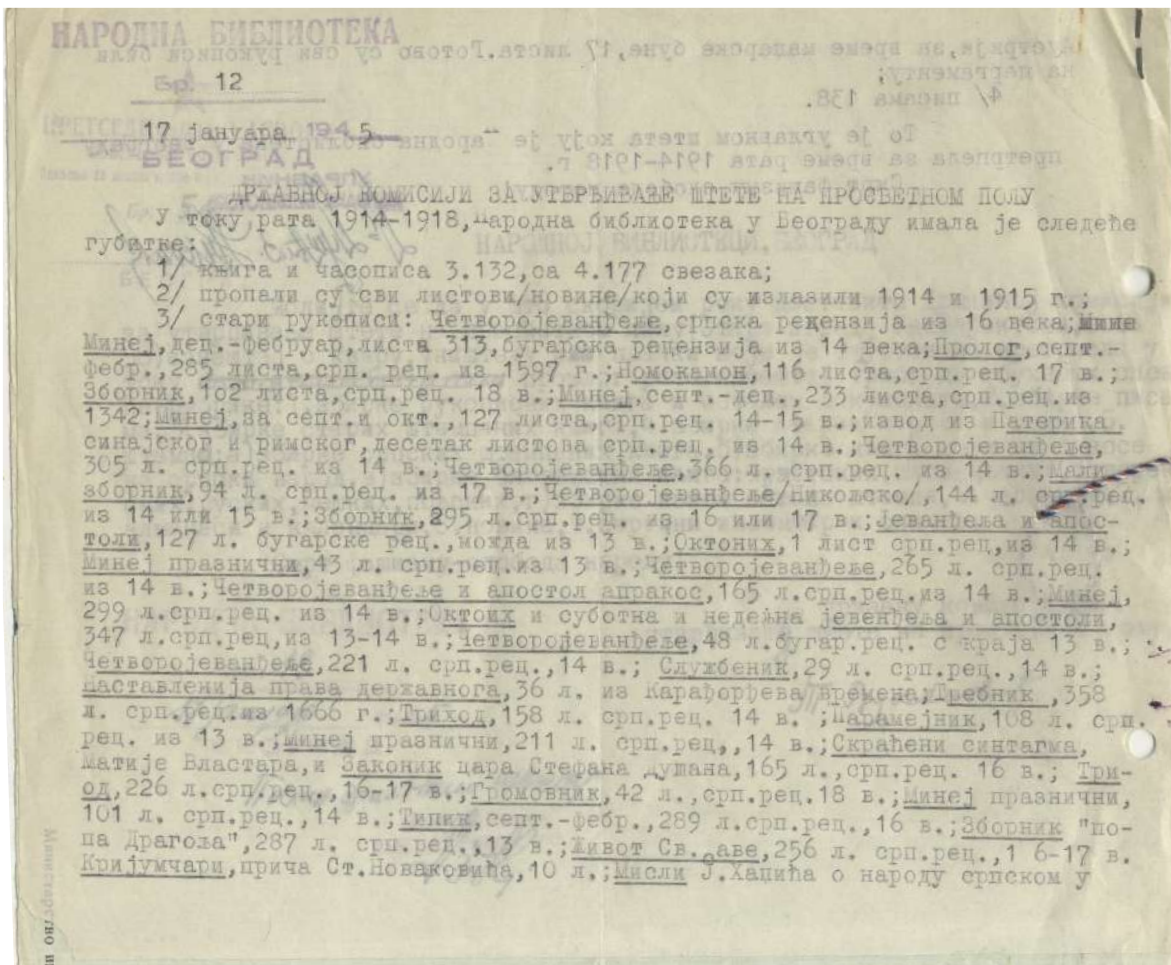 НАРОДНА БИБЛИОТЕКА
Бр. 12
17 јануара 1945
БЕОГРАД
ДРЖАВНОЈ КОМИСИЈИ ЗА УТВРЂИВАЊЕ ШТЕТЕ НА ПРОСВЕТНОМ ПОЉУ
У току рата 1914-1918, Народна библиотека у Београду имала је следеће
губитке:
1/ књига и часописа 3.132,са 4.177 свезака;
2/ пропали су сви листови/новине/који су излазили 1914 и 1915 г.;
3/ стари рукописи: Четворојеванђеље,српска рецензија из 16 века;
Минеј,дец.-фебруар,листа 313,бугарска рецензија из 14 века;Пролог,септ.-
фебр.,285 листа,срп. рец. из 1597 г.;Номокамон,116 листа,срп.рец. 17 в.;
Зборник,1о2 листа,срп.рец. 18 в.;Минеј,септ.-дец.,233 листа,срп.рец.из
1342;Минеј,за септ.и окт.,127 листа,срп.рец. 14-15 в.;извод из Патерика
синајског и римског,десетак листова срп.рец. из 14 в.;Четворојеванђеље,
305 л. срп.рец. из 14 в.;Четворојеванђеље,366 л. срп.рец. из 14 в.;Мали
зборник,94 л. срп.рец. из 17 в.;Четворојеванђеље/Никољско/,144 л. срп.рец.
из 14 или 15 в.;Зборник,295 л.срп.рец. из 16 или 17 в.;Јеванђеља и апос-
толи,127 л. бугарске рец.,можда из 13 в.;Октоних,1 лист срп.рец,из 14 в.;
Минеј празнични,43 л. срп.рец.из 13 в.;Четворојеванђеље,265 л. срп.рец.
из 14 в.;Четворојеванђеље и апостол апракос,165 л.срп.рец.из 14 в.;Минеј,
299 л.срп.рец. из 14 в.;Октоих и суботна и недежна јевенђеља и апостоли,
347 л.срп.рец,из 13-14 в.;Четворојеванђеље,48 л.бугар.рец. с краја 13 в.;
Четворојеванђеље,221 л. срп.рец.,14 в.; Службеник,29 л. срп.рец.,14 в.;
Наставленија права державнога,36 л. из Карађорђева времена;Требник ,358
л. срп.рец.из 1666 г.;Триход,158 л. срп.рец. 14 в. ;Парамејник,108 л. срп.
рец. из 13 в.;Минеј празнични,211 л. срп.рец,,14 в.;Скраћени синтагма,
Матије Властара,и Законик цара Стефана Душана,165 л.,срп.рец. 16 в.; Три-
од,226 л.срп.рец.,16-17 в.;Громовник,42 л.,срп.рец.18 в.;Минеј празнични,
101 л. срп.рец.,14 в.;Типик,септ.-фебр.,289 л.срп.рец.,16 в.;Зборник "по-
па Драгоља",287 л. срп.рец.,13 в.;Живот Св. аве,256 л. срп.рец.,1 6-17 в.
Кријумчари,прича Ст.Новаковића,10 л.;Мисли Ј.Хаџића о народу српском у